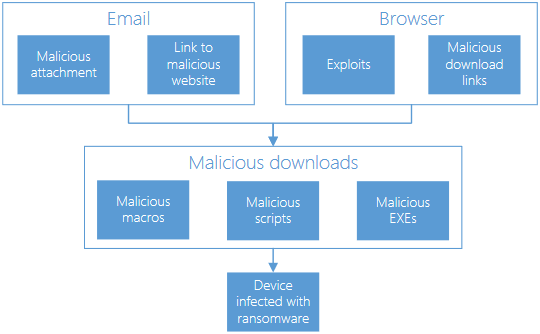 Email
Malicious
attachment
Link to
malicious
website
Browser
Exploits
Malicious
download
links
Malicious downloads
Malicious
macros
Malicious
scripts
Malicious
EXEs
Device
infected with
ransomware